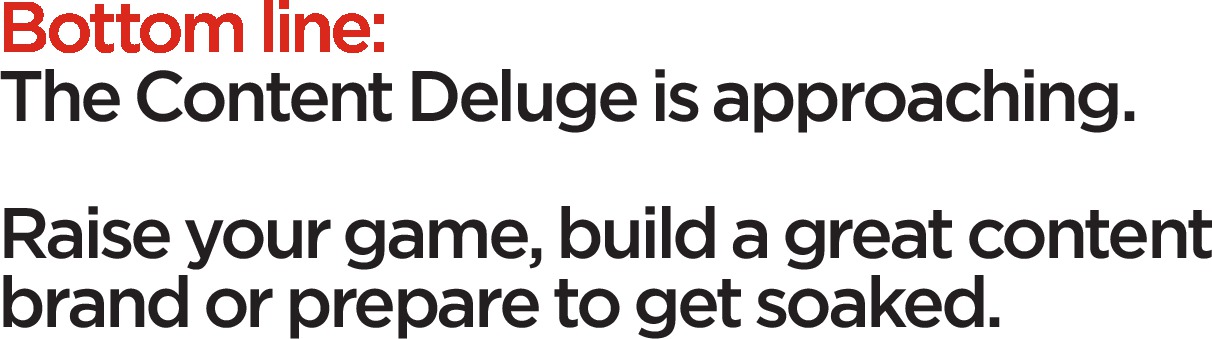 Bottom line:
The Content Deluge is approaching.
Raise your game, build a great content
brand or prepare to get soaked.